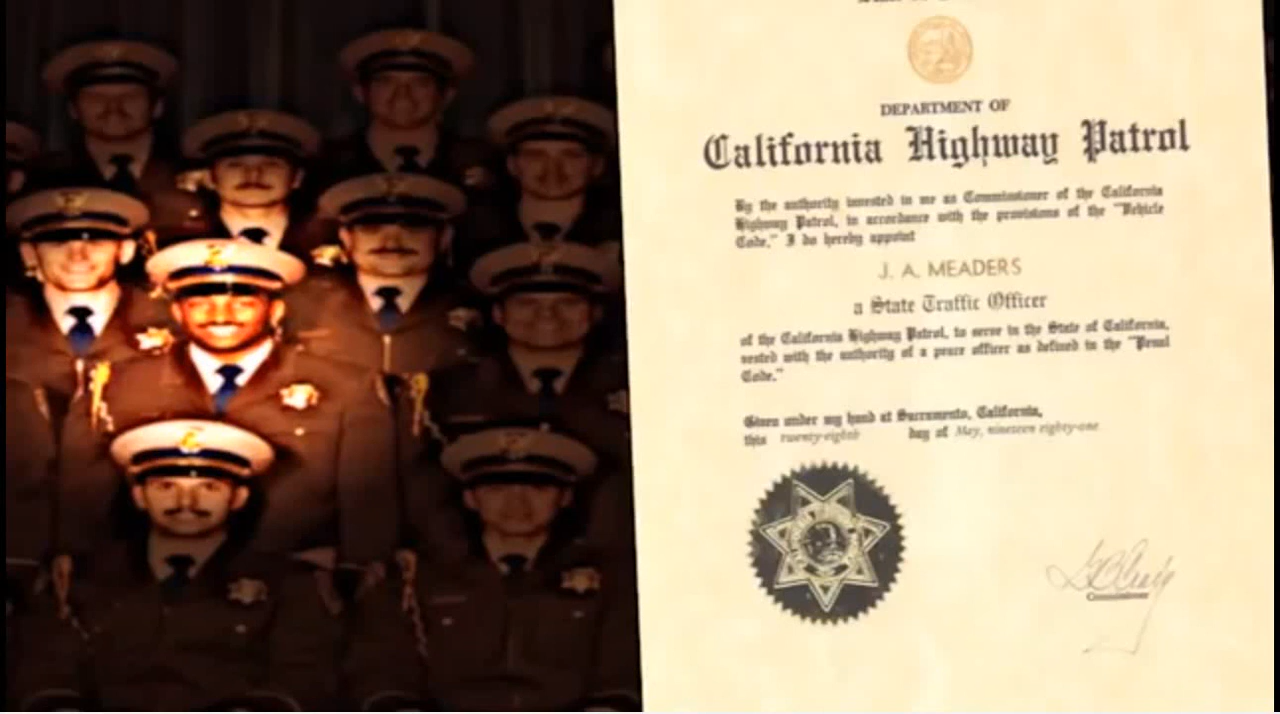 DEPARTMENT OF
California Highway Patrol
By the authority invested in me as Commissioner of the California
Highway Patrol, in accordance with the provisions of the "Vehicle
Code," I do hereby appoint
J. A. MEADERS
a State Traffic Officer
of the California Highway Patrol, to serve in the State of California,
vested with the authority of a peace officer as defined in the "Penal
Code."
Given under my hand at Sacramento, California,
this twenty-eighth day of May, nineteen eighty-one
Commissioner